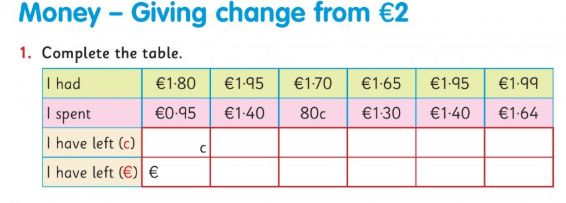 Money – Giving change from €2
1. Complete the table.
I had €1·80 €1·95 €1·70 €1·65 €1·95 €1·99
I spent €0·95 €1·40 80c €1·30 €1·40 €1·64
I have left (c) c
I have left (€) €